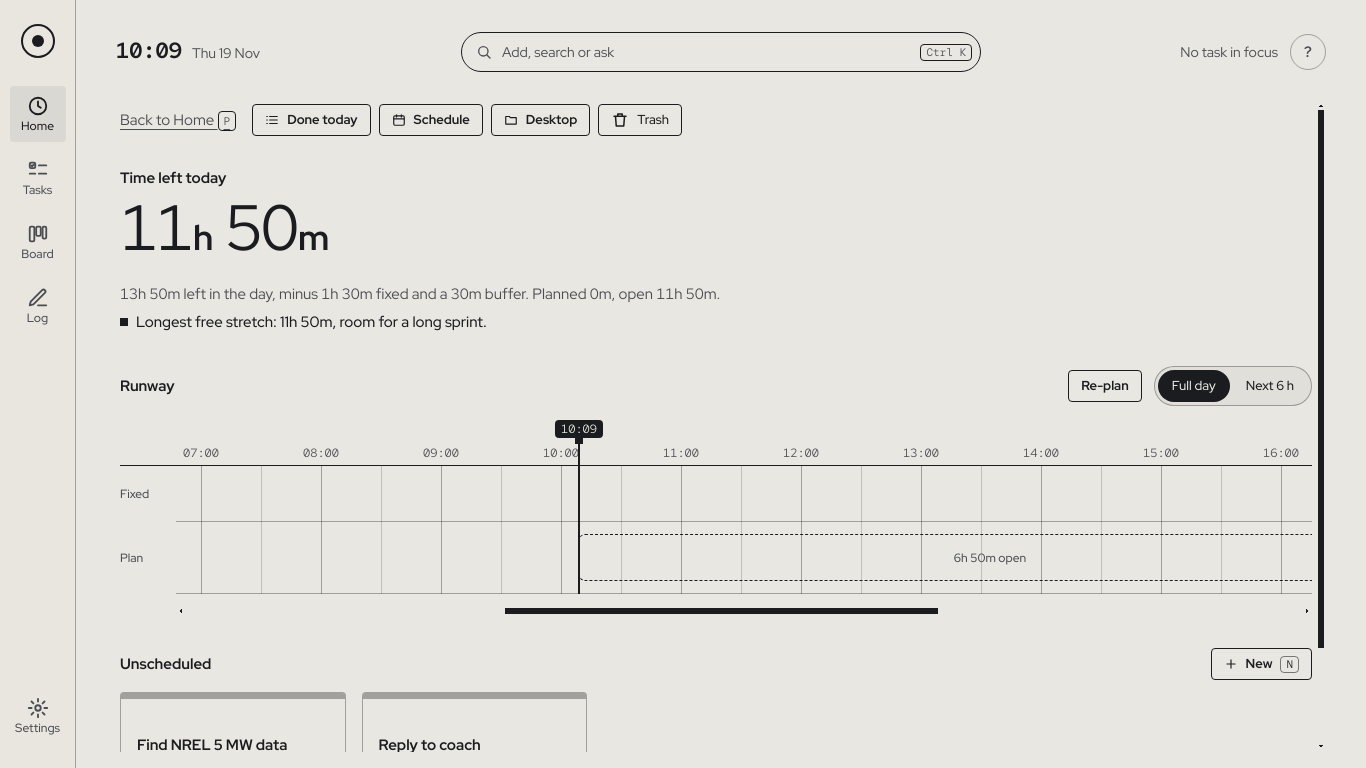 10:09 Thu 19 Nov
Add, search or ask Ctrl K
No task in focus ?
Home
Tasks
Board
Log
Settings
Back to Home P
Done today
Schedule
Desktop
Trash
Time left today
11h 50m
13h 50m left in the day, minus 1h 30m fixed and a 30m buffer. Planned 0m, open 11h 50m.
Longest free stretch: 11h 50m, room for a long sprint.
Runway
Re-plan
Full day Next 6 h
10:09
07:00 08:00 09:00 10:00 11:00 12:00 13:00 14:00 15:00 16:00
Fixed
Plan
6h 50m open
Unscheduled
New N
Find NREL 5 MW data
Reply to coach